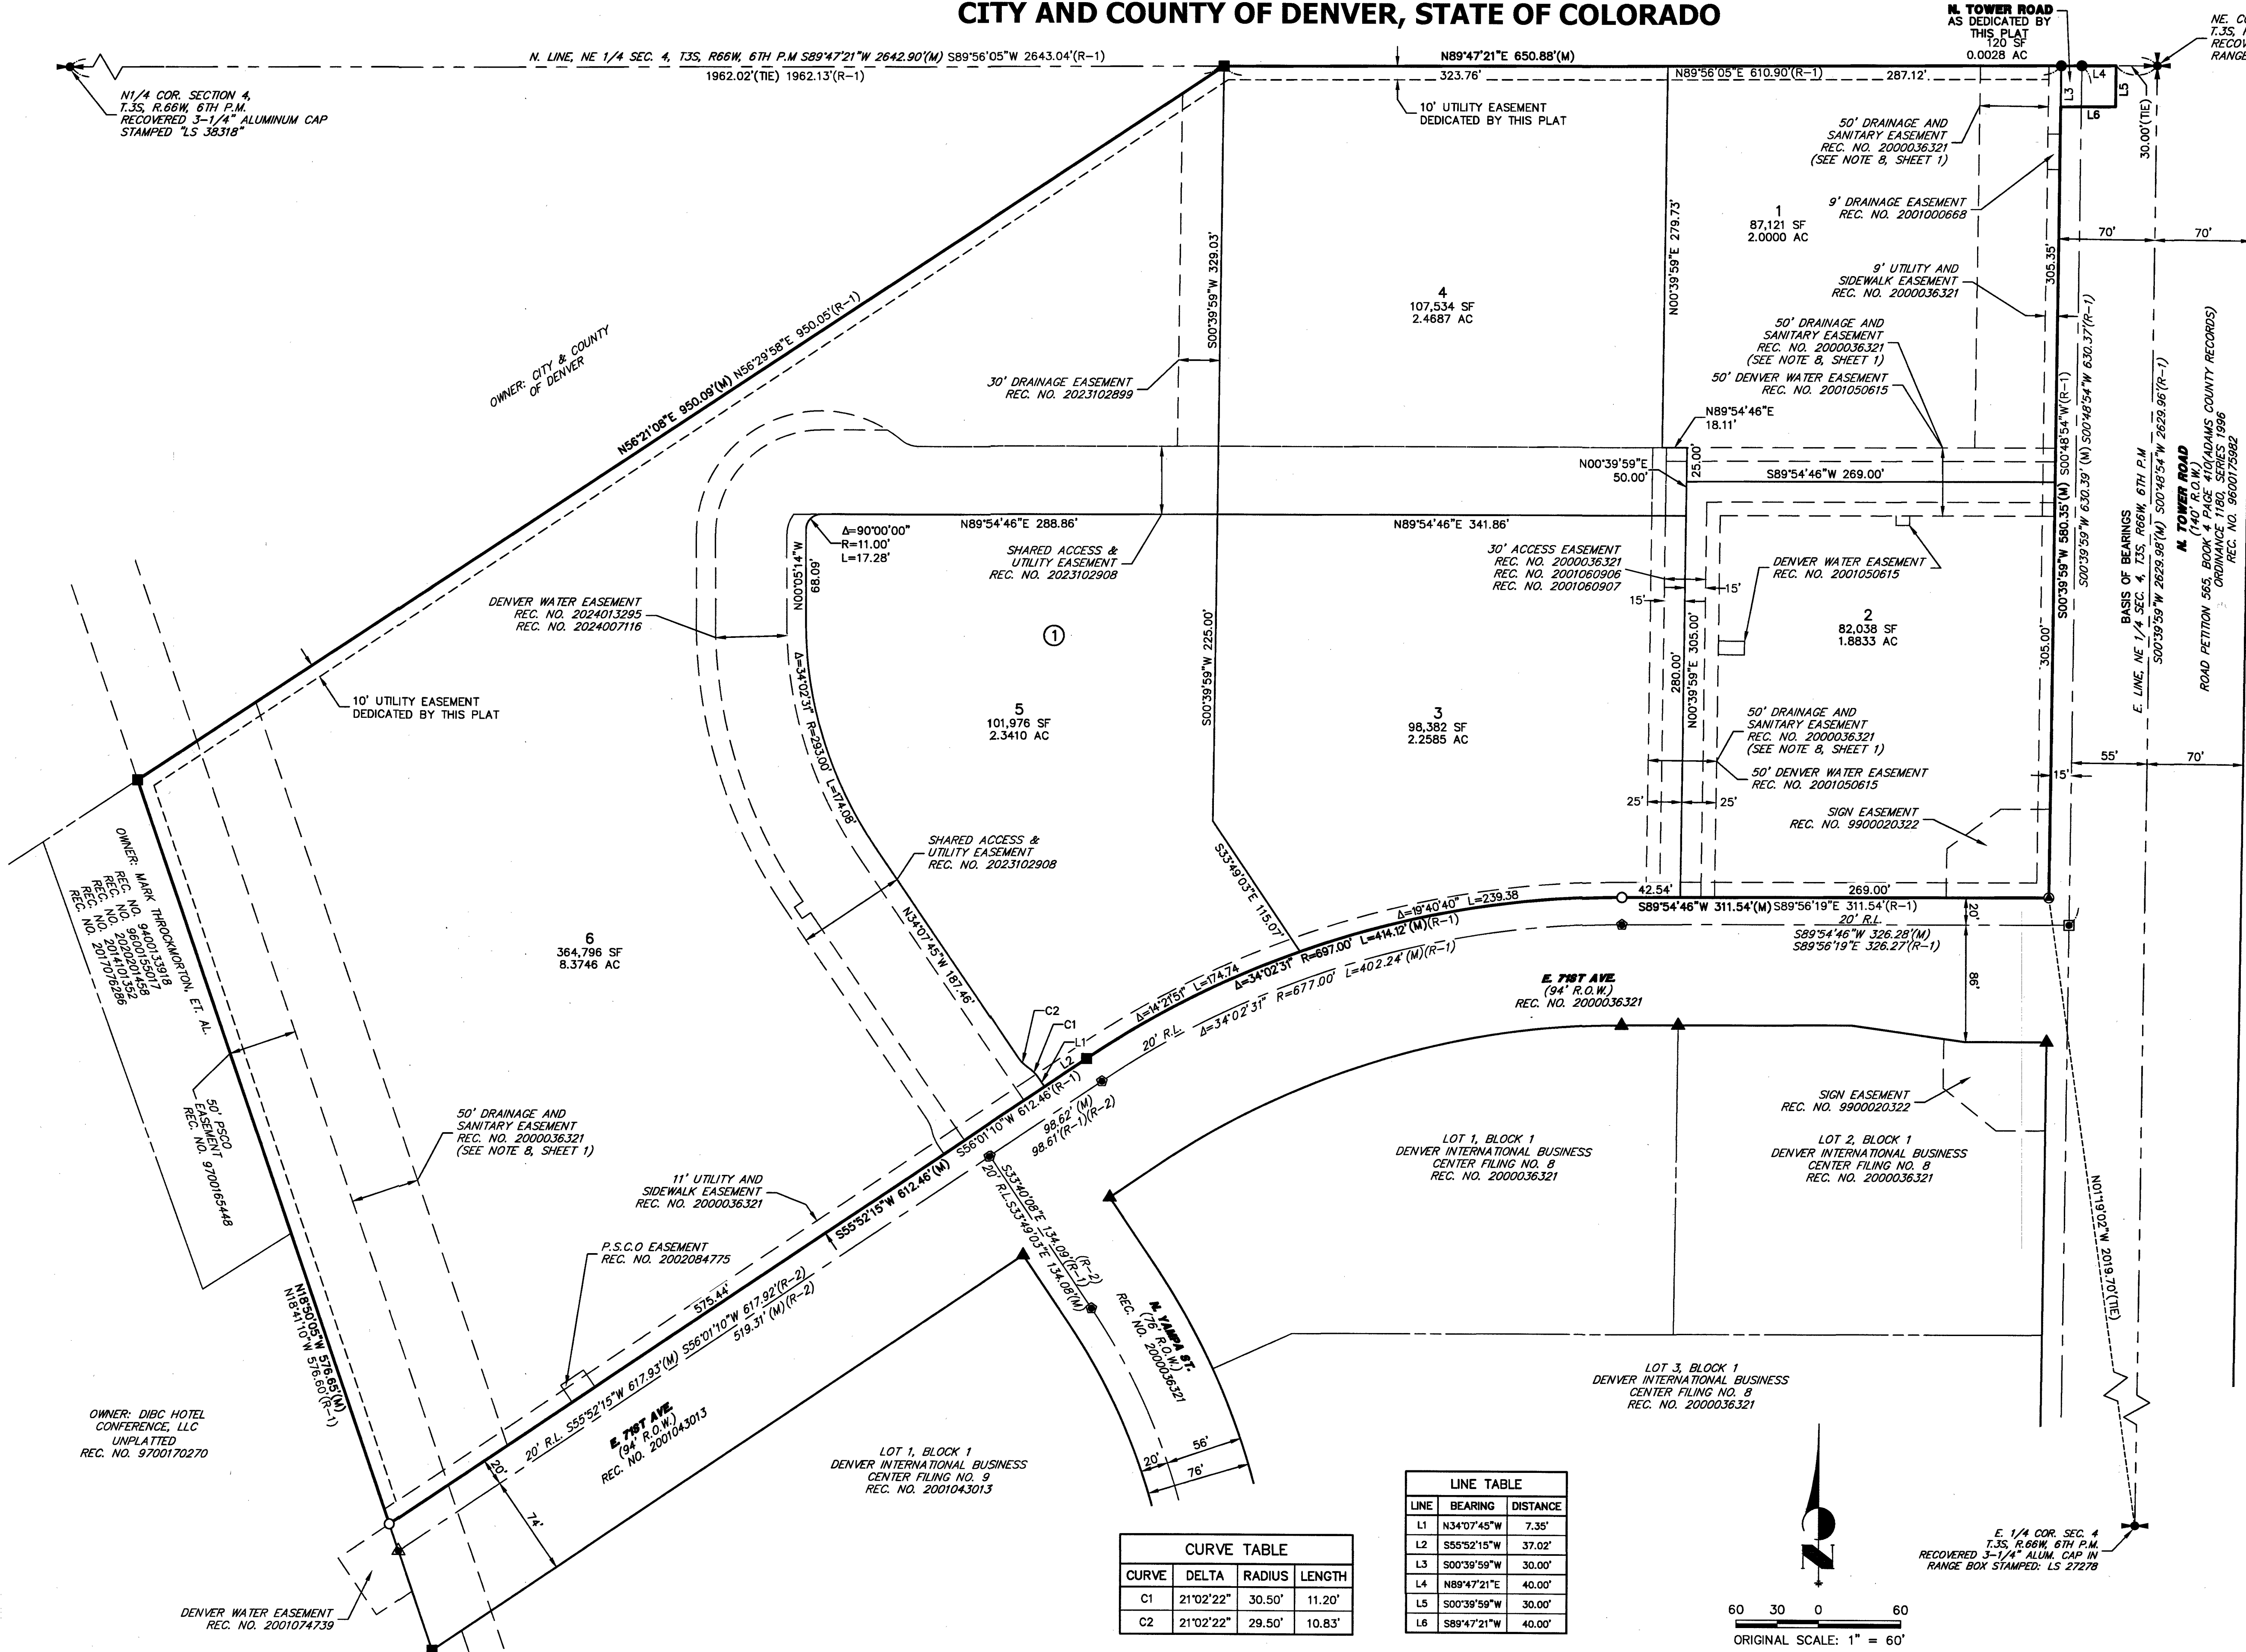 CITY AND COUNTY OF DENVER, STATE OF COLORADO
N. LINE, NE 1/4 SEC. 4, T3S, R66W, 6TH P.M S89°47'21"W 2642.90'(M) S89°56'05"W 2643.04'(R-1)
1962.02'(TIE) 1962.13'(R-1)
N1/4 COR. SECTION 4,
T.3S, R.66W, 6TH P.M.
RECOVERED 3-1/4" ALUMINUM CAP
STAMPED "LS 38318"
N89°47'21"E 650.88'(M)
323.76'
N89°56'05"E 610.90'(R-1)
287.12'
10' UTILITY EASEMENT
DEDICATED BY THIS PLAT
N. TOWER ROAD
AS DEDICATED BY
THIS PLAT
120 SF
0.0028 AC
NE. CO
T.3S, R
RECOV
RANGE
L3
L4
L5
L6
30.00'(TIE)
50' DRAINAGE AND
SANITARY EASEMENT
REC. NO. 2000036321
(SEE NOTE 8, SHEET 1)
9' DRAINAGE EASEMENT
REC. NO. 2001000668
1
87,121 SF
2.0000 AC
70'
70'
9' UTILITY AND
SIDEWALK EASEMENT
REC. NO. 2000036321
305.35'
50' DRAINAGE AND
SANITARY EASEMENT
REC. NO. 2000036321
(SEE NOTE 8, SHEET 1)
50' DENVER WATER EASEMENT
REC. NO. 2001050615
N00°39'59"E 279.73'
S00°39'59"W 329.03'
4
107,534 SF
2.4687 AC
30' DRAINAGE EASEMENT
REC. NO. 2023102899
OWNER: CITY & COUNTY
OF DENVER
N56°21'08"E 950.09'(M) N56°29'58"E 950.05'(R-1)
N89°54'46"E
18.11'
N00°39'59"E
50.00'
25.00'
S89°54'46"W 269.00'
N89°54'46"E 288.86'
N89°54'46"E 341.86'
Δ=90°00'00"
R=11.00'
L=17.28'
N00°05'14"W
68.09'
SHARED ACCESS &
UTILITY EASEMENT
REC. NO. 2023102908
30' ACCESS EASEMENT
REC. NO. 2000036321
REC. NO. 2001060906
REC. NO. 2001060907
15'
15'
DENVER WATER EASEMENT
REC. NO. 2001050615
DENVER WATER EASEMENT
REC. NO. 2024013295
REC. NO. 2024007116
1
2
82,038 SF
1.8833 AC
S00°39'59"W 580.35'(M) S00°48'54"W(R-1)
S00°39'59"W 630.39' (M) S00°48'54"W 630.37'(R-1)
BASIS OF BEARINGS
E. LINE, NE 1/4 SEC. 4, T3S, R66W, 6TH P.M
S00°39'59"W 2629.98'(M) S00°48'54"W 2629.96'(R-1)
N. TOWER ROAD
(140' R.O.W.)
ROAD PETITION 565, BOOK 4 PAGE 410(ADAMS COUNTY RECORDS)
ORDINANCE 1180, SERIES 1996
REC. NO. 9600175982
Δ=34°02'31" R=293.00' L=174.08'
S00°39'59"W 225.00'
280.00'
N00°39'59"E 305.00'
305.00'
10' UTILITY EASEMENT
DEDICATED BY THIS PLAT
5
101,976 SF
2.3410 AC
3
98,382 SF
2.2585 AC
50' DRAINAGE AND
SANITARY EASEMENT
REC. NO. 2000036321
(SEE NOTE 8, SHEET 1)
50' DENVER WATER EASEMENT
REC. NO. 2001050615
25'
25'
55'
70'
15'
SIGN EASEMENT
REC. NO. 9900020322
SHARED ACCESS &
UTILITY EASEMENT
REC. NO. 2023102908
S33°49'03"E 115.07'
N34°07'45"W 187.46'
OWNER: MARK THROCKMORTON, ET. AL.
REC. NO. 9400133918
REC. NO. 9600155017
REC. NO. 2020201458
REC. NO. 2014101352
REC. NO. 2017076286
6
364,796 SF
8.3746 AC
42.54'
269.00'
S89°54'46"W 311.54'(M) S89°56'19"E 311.54'(R-1)
20' R.L.
S89°54'46"W 326.28'(M)
S89°56'19"E 326.27'(R-1)
20'
86'
Δ=19°40'40" L=239.38
Δ=14°21'51" L=174.74
Δ=34°02'31" R=697.00' L=414.12'(M)(R-1)
20' R.L. Δ=34°02'31" R=677.00' L=402.24'(M)(R-1)
E. 71ST AVE.
(94' R.O.W.)
REC. NO. 2000036321
C2
C1
L1
L2
50' PSCO
EASEMENT
REC. NO. 9700165448
50' DRAINAGE AND
SANITARY EASEMENT
REC. NO. 2000036321
(SEE NOTE 8, SHEET 1)
11' UTILITY AND
SIDEWALK EASEMENT
REC. NO. 2000036321
S55°52'15"W 612.46'(M)
S56°01'10"W 612.46'(R-1)
98.62' (M)
98.61'(R-1)(R-2)
SIGN EASEMENT
REC. NO. 9900020322
LOT 1, BLOCK 1
DENVER INTERNATIONAL BUSINESS
CENTER FILING NO. 8
REC. NO. 2000036321
LOT 2, BLOCK 1
DENVER INTERNATIONAL BUSINESS
CENTER FILING NO. 8
REC. NO. 2000036321
P.S.C.O EASEMENT
REC. NO. 2002084775
S33°40'08"E 134.09'(R-1)
(R-2)
20' R.L.S33°49'03"E 134.08'(M)
N. YAMPA ST.
(76' R.O.W.)
REC. NO. 2000036321
N01°19'02"W 2019.70'(TIE)
N18°50'05"W 576.65'(M)
N18°41'10"W 576.60'(R-1)
575.44'
20' R.L. S55°52'15"W 617.93'(M) S56°01'10"W 617.92'(R-2)
519.31' (M)(R-2)
LOT 3, BLOCK 1
DENVER INTERNATIONAL BUSINESS
CENTER FILING NO. 8
REC. NO. 2000036321
OWNER: DIBC HOTEL
CONFERENCE, LLC
UNPLATTED
REC. NO. 9700170270
E. 71ST AVE.
(94' R.O.W.)
REC. NO. 2001043013
20'
74'
LOT 1, BLOCK 1
DENVER INTERNATIONAL BUSINESS
CENTER FILING NO. 9
REC. NO. 2001043013
20'
56'
76'
DENVER WATER EASEMENT
REC. NO. 2001074739
CURVE TABLE
CURVE DELTA RADIUS LENGTH
C1 21°02'22" 30.50' 11.20'
C2 21°02'22" 29.50' 10.83'
LINE TABLE
LINE BEARING DISTANCE
L1 N34°07'45"W 7.35'
L2 S55°52'15"W 37.02'
L3 S00°39'59"W 30.00'
L4 N89°47'21"E 40.00'
L5 S00°39'59"W 30.00'
L6 S89°47'21"W 40.00'
N
E. 1/4 COR. SEC. 4
T.3S, R.66W, 6TH P.M.
RECOVERED 3-1/4" ALUM. CAP IN
RANGE BOX STAMPED: LS 27278
60 30 0 60
ORIGINAL SCALE: 1" = 60'